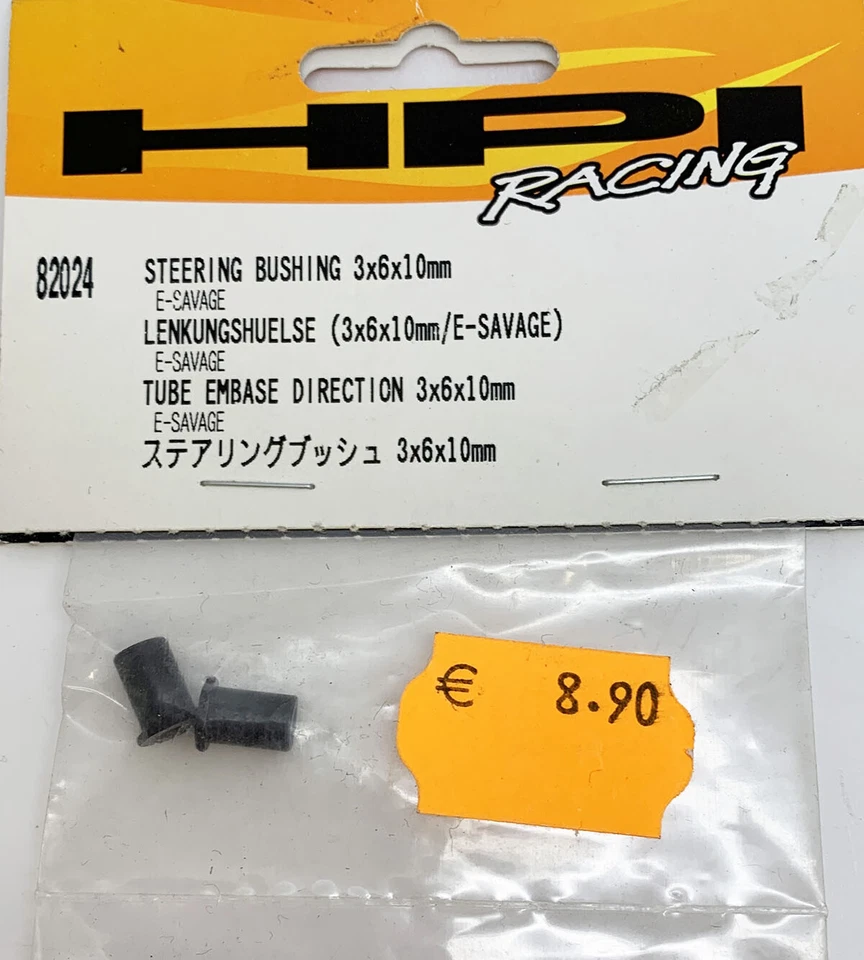 HPI
RACING
82024
STEERING BUSHING 3x6x10mm
E-SAVAGE
LENKUNGSHUELSE (3x6x10mm/E-SAVAGE)
E-SAVAGE
TUBE EMBASE DIRECTION 3x6x10mm
E-SAVAGE
ステアリングブッシュ 3x6x10mm
€ 8.90